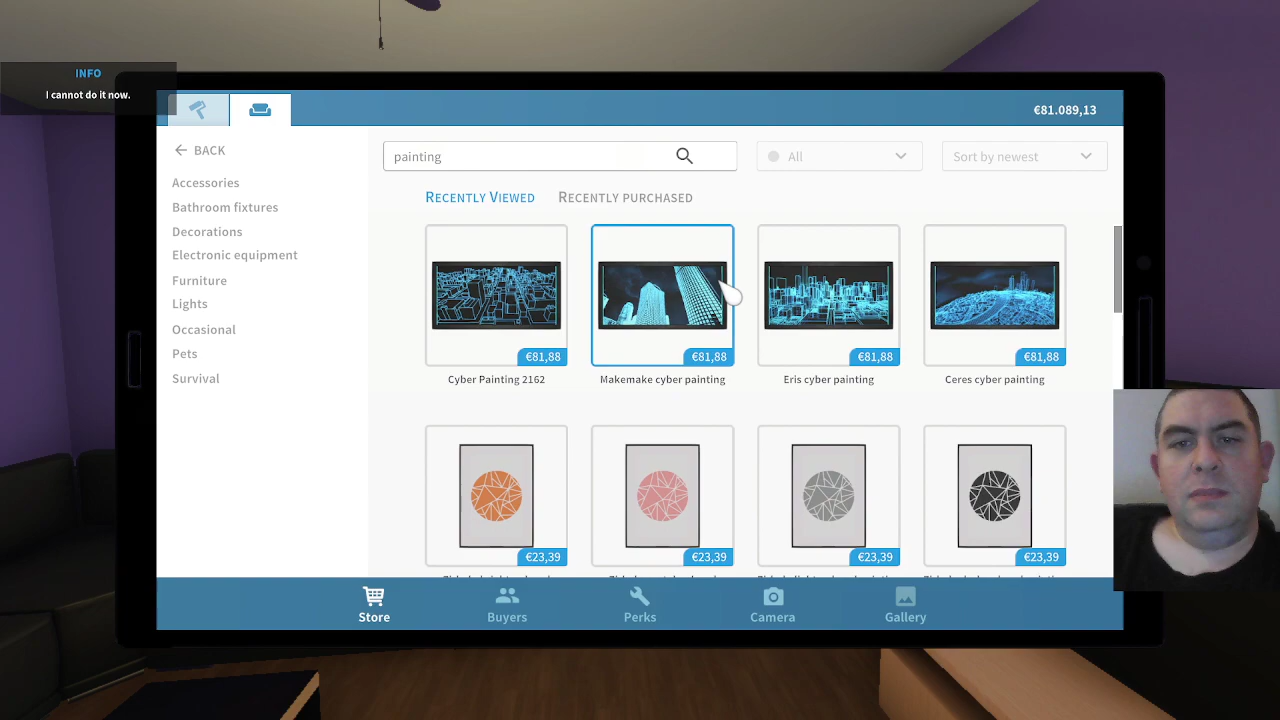 INFO
I cannot do it now.
€81.089,13
BACK
painting
All
Sort by newest
Accessories
Bathroom fixtures
Decorations
Electronic equipment
Furniture
Lights
Occasional
Pets
Survival
RECENTLY VIEWED
RECENTLY PURCHASED
€81,88
€81,88
€81,88
€81,88
Cyber Painting 2162
Makemake cyber painting
Eris cyber painting
Ceres cyber painting
€23,39
€23,39
€23,39
€23,39
Store
Buyers
Perks
Camera
Gallery